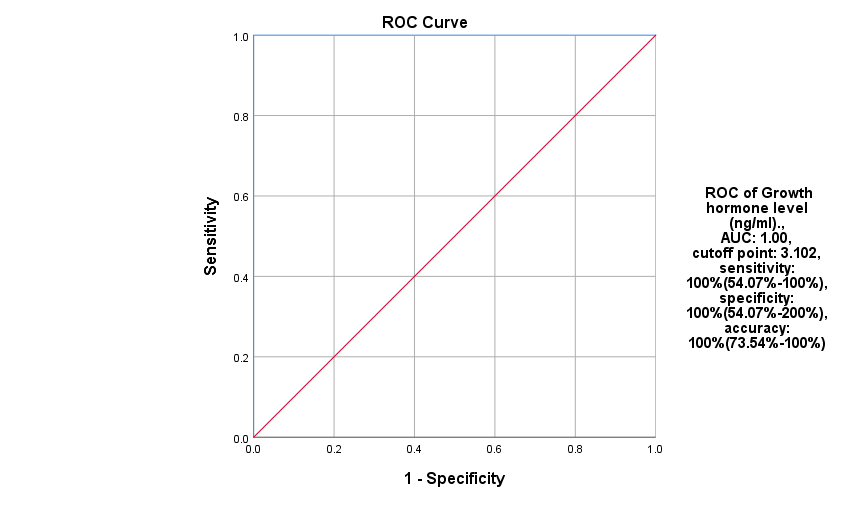 ROC Curve
1.0
0.8
0.6
0.4
0.2
0.0
Sensitivity
0.0 0.2 0.4 0.6 0.8 1.0
1 - Specificity
ROC of Growth
hormone level
(ng/ml).,
AUC: 1.00,
cutoff point: 3.102,
sensitivity:
100%(54.07%-100%),
specificity:
100%(54.07%-200%),
accuracy:
100%(73.54%-100%)